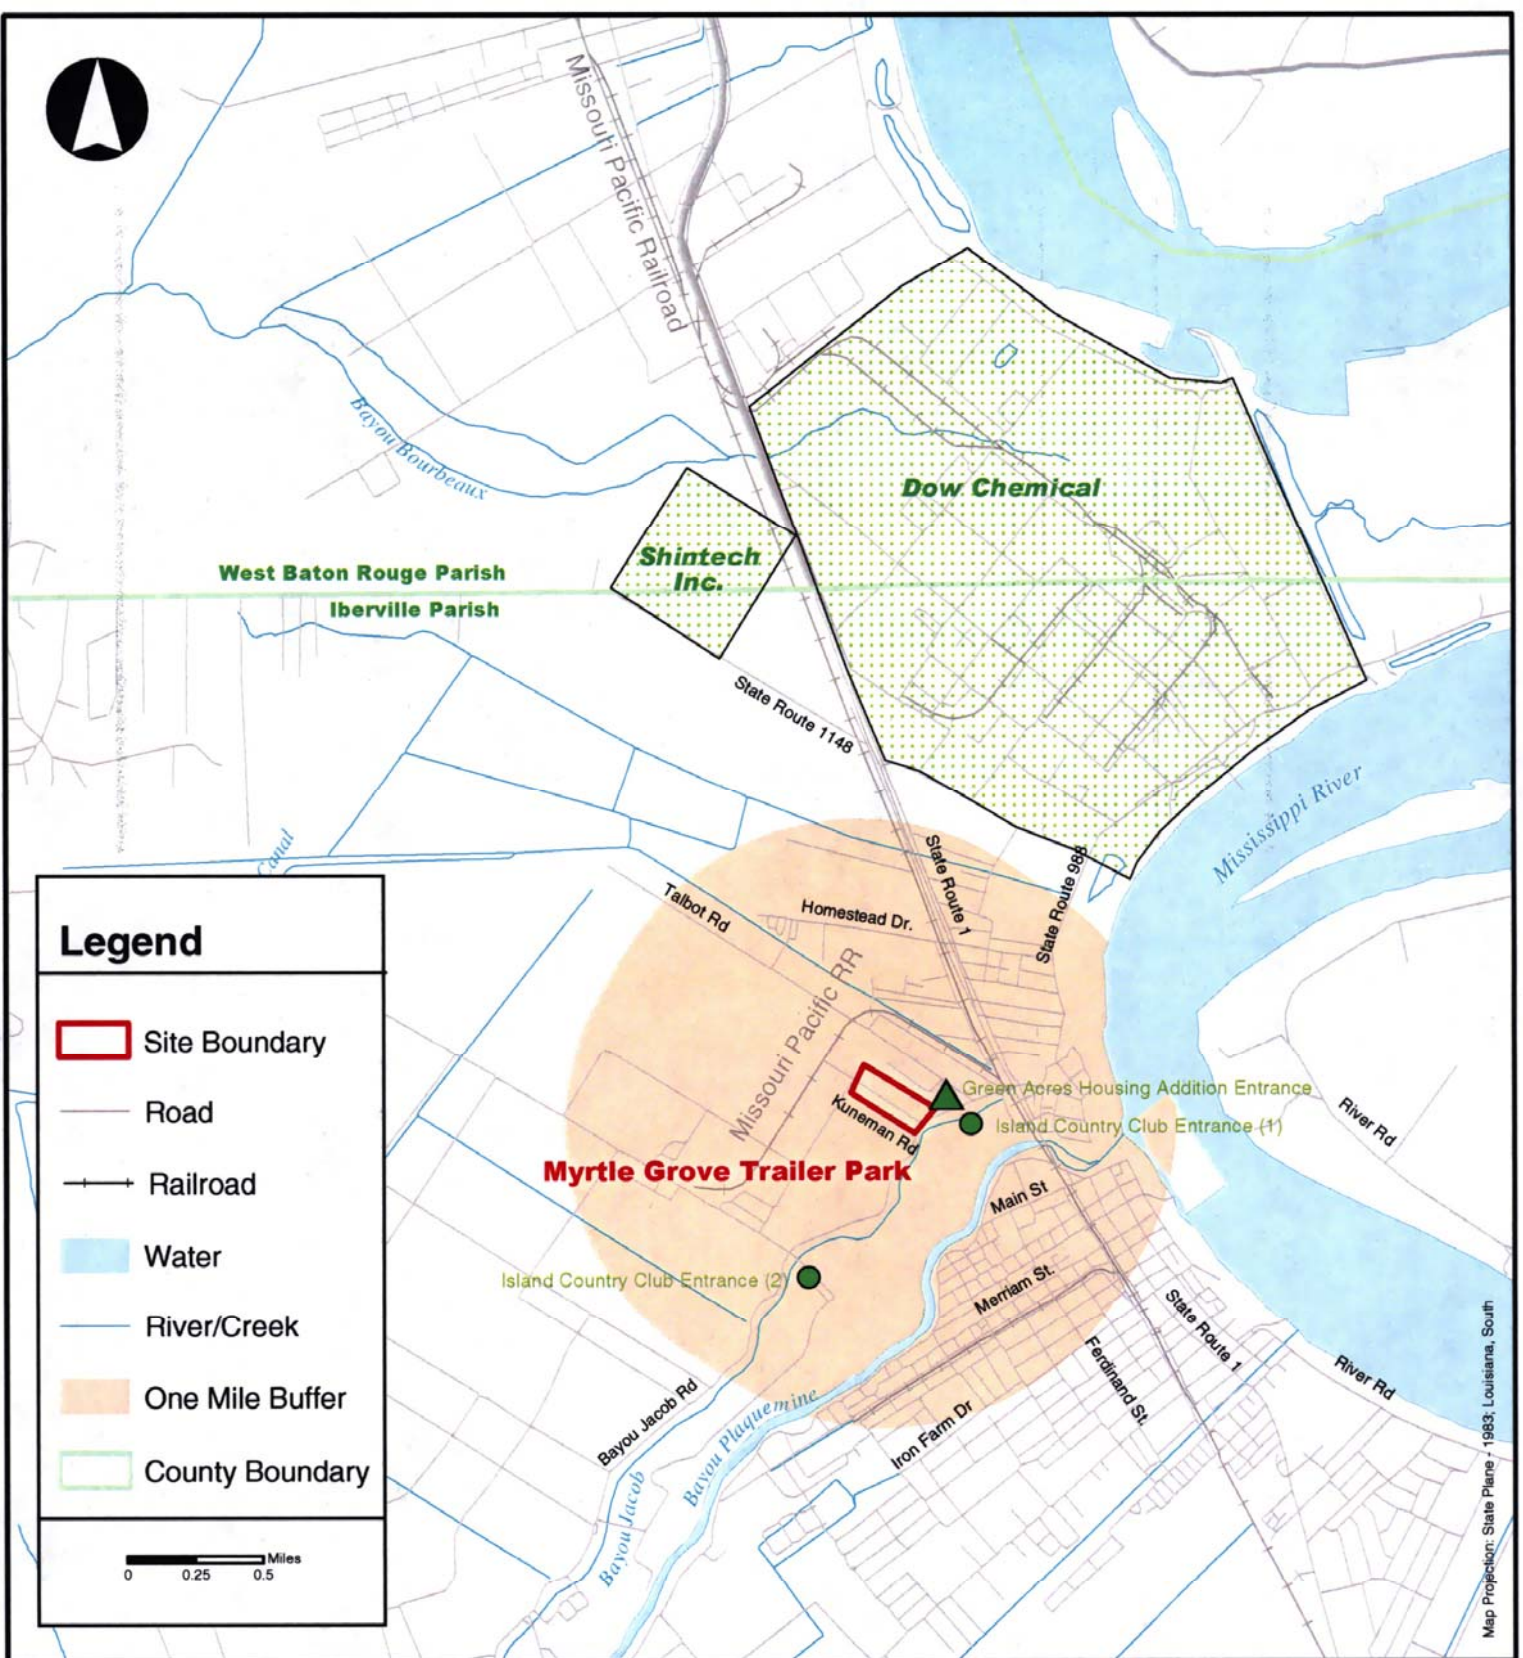 Missouri Pacific Railroad
Bayou Bourbeaux
Dow Chemical
Shintech
Inc.
West Baton Rouge Parish
Iberville Parish
State Route 1148
Mississippi River
Canal
State Route 1
State Route 988
Talbot Rd
Homestead Dr.
Missouri Pacific RR
Green Acres Housing Addition Entrance
Island Country Club Entrance (1)
Kuneman Rd
River Rd
Myrtle Grove Trailer Park
Main St
Island Country Club Entrance (2)
Merriam St.
State Route 1
Ferdinand St.
River Rd
Bayou Jacob Rd
Bayou Plaquemine
Iron Farm Dr
Bayou Jacob
Legend
Site Boundary
Road
Railroad
Water
River/Creek
One Mile Buffer
County Boundary
Miles
0 0.25 0.5
Map Projection: State Plane - 1983; Louisiana, South